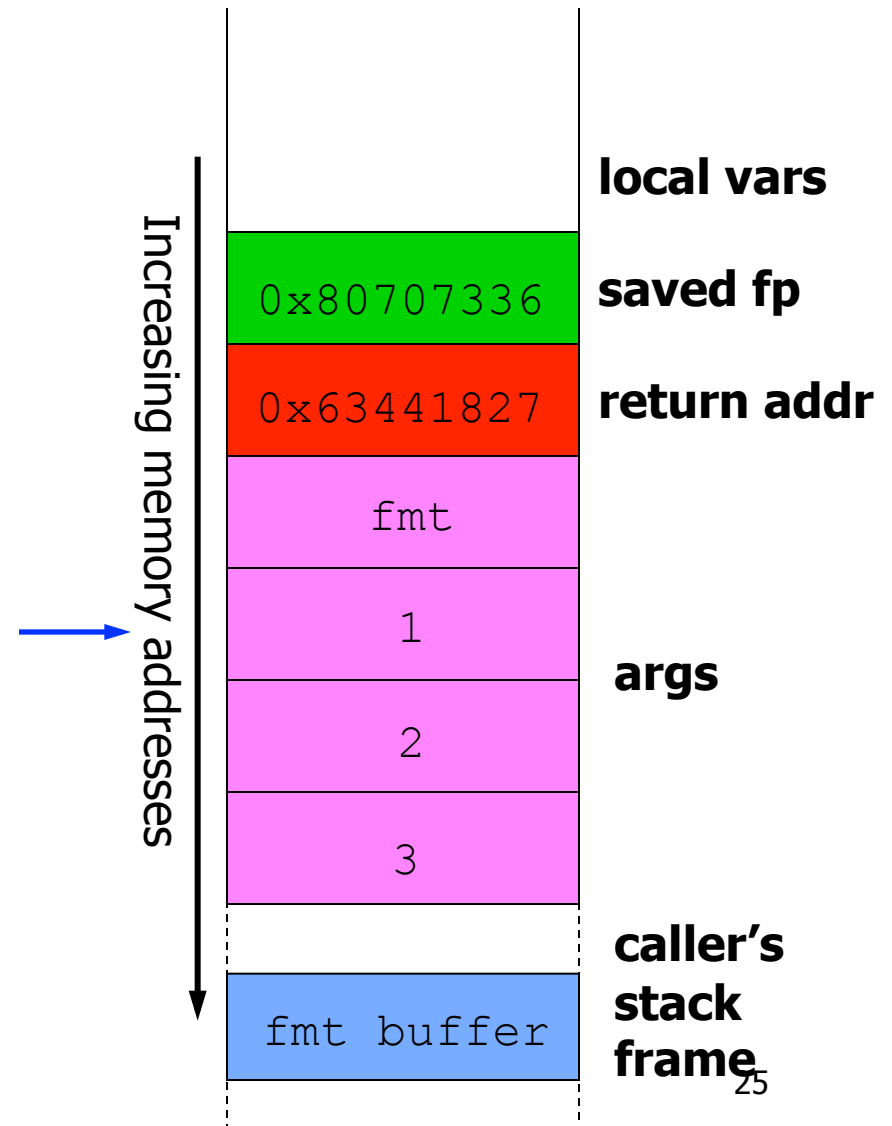 local vars
Increasing memory addresses
0x80707336
saved fp
0x63441827
return addr
fmt
1
args
2
3
caller’s
stack
frame
fmt buffer
25